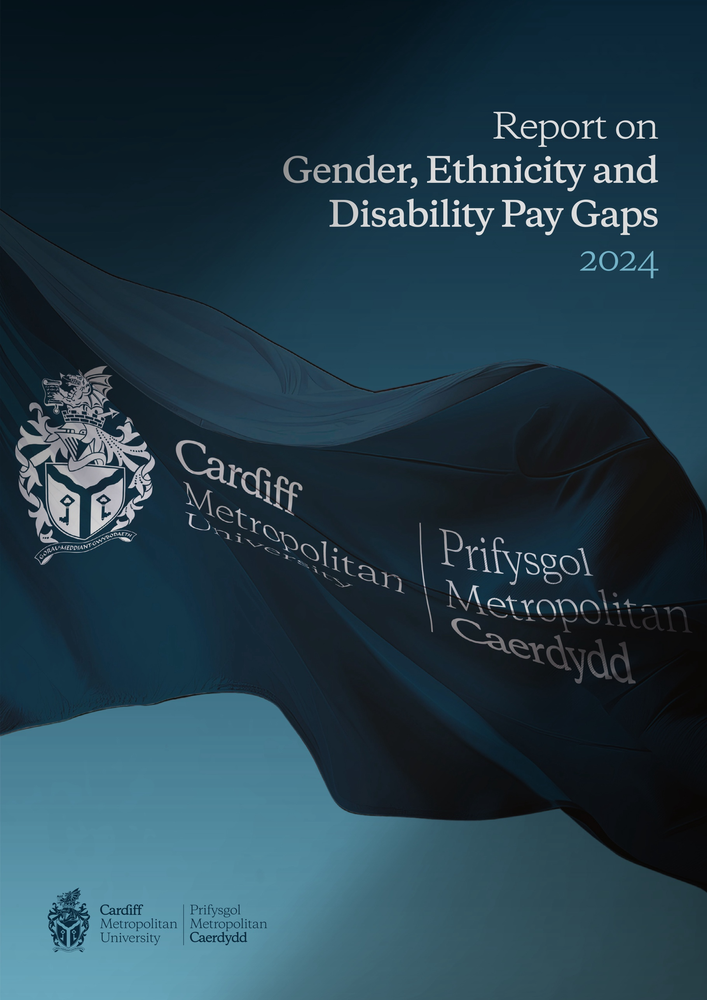 Report on
Gender, Ethnicity and
Disability Pay Gaps
2024
GORAU·MEDDIANT·GWYBODAETH
Cardiff
Metropolitan
University
Prifysgol
Metropolitan
Caerdydd
Cardiff
Metropolitan
University
Prifysgol
Metropolitan
Caerdydd